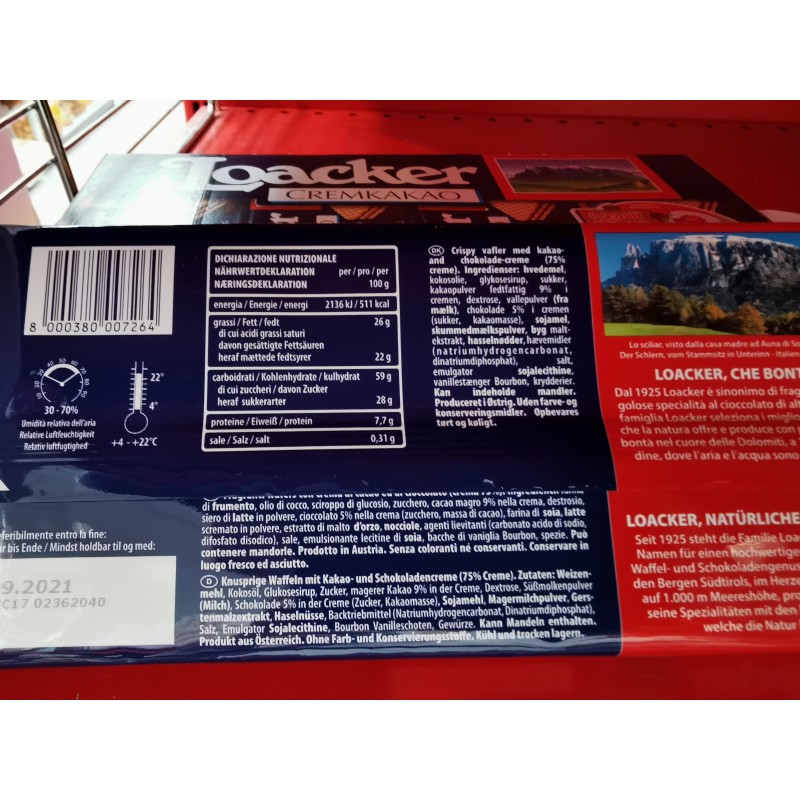 Loacker
CREMKAKAO
8 000380 007264
30 - 70%
Umidità relativa dell'aria
Relative Luftfeuchtigkeit
Relativ luftfugtighed
22°
4°
+4 - +22°C
DICHIARAZIONE NUTRIZIONALE
NÄHRWERTDEKLARATION per / pro / per
NÆRINGSDEKLARATION 100 g
energia / Energie / energi 2136 kJ / 511 kcal
grassi / Fett / fedt 26 g
di cui acidi grassi saturi
davon gesättigte Fettsäuren
heraf mættede fedtsyrer 22 g
carboidrati / Kohlenhydrate / kulhydrat 59 g
di cui zuccheri / davon Zucker
heraf sukkerarter 28 g
proteine / Eiweiß / protein 7,7 g
sale / Salz / salt 0,31 g
DK Crispy vafler med kakao-
and chokolade-creme (75%
creme). Ingredienser: hvedemel,
kokosolie, glykosesirup, sukker,
kakaopulver fedtfattig 9% i
cremen, dextrose, vallepulver (fra
mælk), chokolade 5% i cremen
(sukker, kakaomasse), sojamel,
skummedmælkspulver, byg malt-
ekstrakt, hasselnødder, hævemidler
(natriumhydrogencarbonat,
dinatriumdiphosphat), salt,
emulgator sojalecithine,
vanillestænger Bourbon, krydderier.
Kan indeholde mandler.
Produceret i Østrig. Uden farve- og
konserveringsmidler. Opbevares
tørt og køligt.
Lo sciliar, visto dalla casa madre ad Auna di So
Der Schlern, vom Stammsitz in Unterinn - Italien
LOACKER, CHE BONT
Dal 1925 Loacker è sinonimo di frag
golose specialità al cioccolato di al
famiglia Loacker seleziona i miglio
che la natura offre e produce con
bontà nel cuore delle Dolomiti, a
dine, dove l'aria e l'acqua sono
eferibilmente entro la fine:
r bis Ende / Mindst holdbar til og med:
9.2021
C17 02362040
di frumento, olio di cocco, sciroppo di glucosio, zucchero, cacao magro 9% nella crema, destrosio,
siero di latte in polvere, cioccolato 5% nella crema (zucchero, massa di cacao), farina di soia, latte
scremato in polvere, estratto di malto d'orzo, nocciole, agenti lievitanti (carbonato acido di sodio,
difosfato disodico), sale, emulsionante lecitine di soia, bacche di vaniglia Bourbon, spezie. Può
contenere mandorle. Prodotto in Austria. Senza coloranti né conservanti. Conservare in
luogo fresco ed asciutto.
D Knusprige Waffeln mit Kakao- und Schokoladencreme (75% Creme). Zutaten: Weizen-
mehl, Kokosöl, Glukosesirup, Zucker, magerer Kakao 9% in der Creme, Dextrose, Süßmolkenpulver
(Milch), Schokolade 5% in der Creme (Zucker, Kakaomasse), Sojamehl, Magermilchpulver, Gers-
tenmalzextrakt, Haselnüsse, Backtriebmittel (Natriumhydrogencarbonat, Dinatriumdiphosphat),
Salz, Emulgator Sojalecithine, Bourbon Vanilleschoten, Gewürze. Kann Mandeln enthalten.
Produkt aus Österreich. Ohne Farb- und Konservierungsstoffe. Kühl und trocken lagern.
LOACKER, NATÜRLICHE
Seit 1925 steht die Familie Loa
Namen für einen hochwertige
Waffel- und Schokoladengenus
den Bergen Südtirols, im Herze
auf 1.000 m Meereshöhe, pro
seine Spezialitäten mit den
welche die Natur